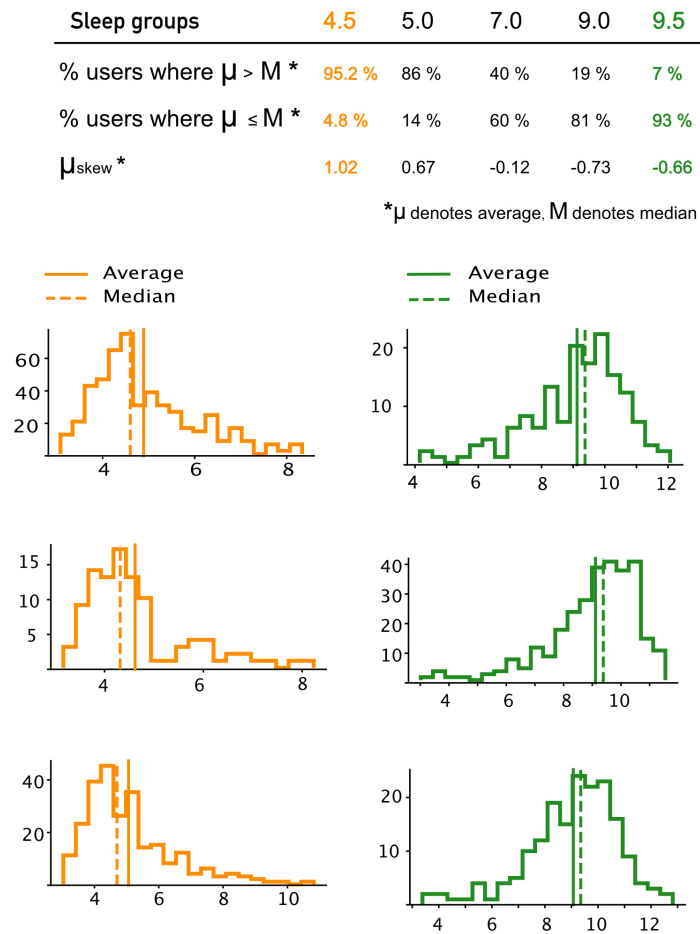 Sleep groups 4.5 5.0 7.0 9.0 9.5
% users where μ > M * 95.2 % 86 % 40 % 19 % 7 %
% users where μ ≤ M * 4.8 % 14 % 60 % 81 % 93 %
μskew * 1.02 0.67 -0.12 -0.73 -0.66
*μ denotes average, M denotes median
Average
Median
Average
Median
60
40
20
4 6 8
20
10
4 6 8 10 12
15
10
5
4 6 8
40
30
20
10
4 6 8 10
40
20
4 6 8 10
20
10
4 6 8 10 12